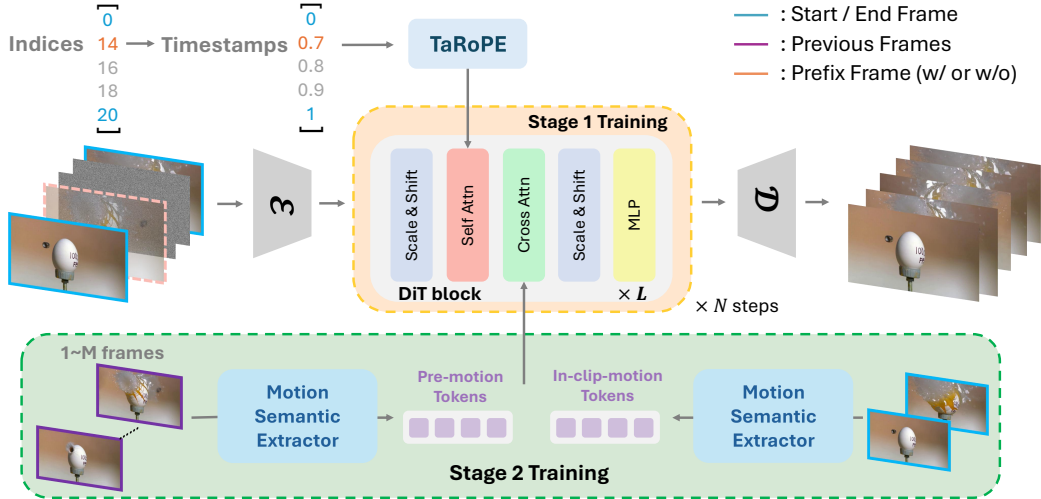 Indices
0
14
16
18
20
Timestamps
0
0.7
0.8
0.9
1
TaRoPE
: Start / End Frame
: Previous Frames
: Prefix Frame (w/ or w/o)
Stage 1 Training
ε
Scale & Shift
Self Attn
Cross Attn
Scale & Shift
MLP
DiT block
× L
× N steps
D
1~M frames
Motion
Semantic
Extractor
Pre-motion
Tokens
In-clip-motion
Tokens
Motion
Semantic
Extractor
Stage 2 Training